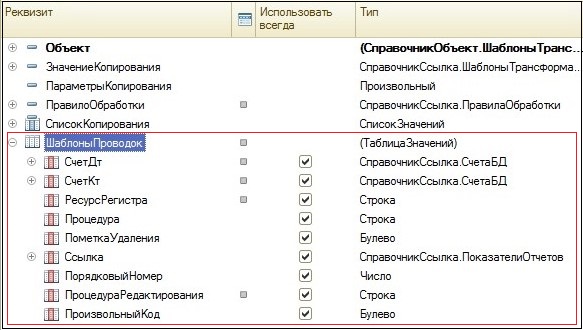 Реквизит Использовать всегда Тип
Объект (СправочникОбъект.ШаблоныТранс...
ЗначениеКопирования СправочникСсылка.ШаблоныТрансформа...
ПараметрыКопирования Произвольный
ПравилоОбработки СправочникСсылка.ПравилаОбработки
СписокКопирования СписокЗначений
ШаблоныПроводок (ТаблицаЗначений)
СчетДт СправочникСсылка.СчетаБД
СчетКт СправочникСсылка.СчетаБД
РесурсРегистра Строка
Процедура Строка
ПометкаУдаления Булево
Ссылка СправочникСсылка.ПоказателиОтчетов
ПорядковыйНомер Число
ПроцедураРедактирования Строка
ПроизвольныйКод Булево